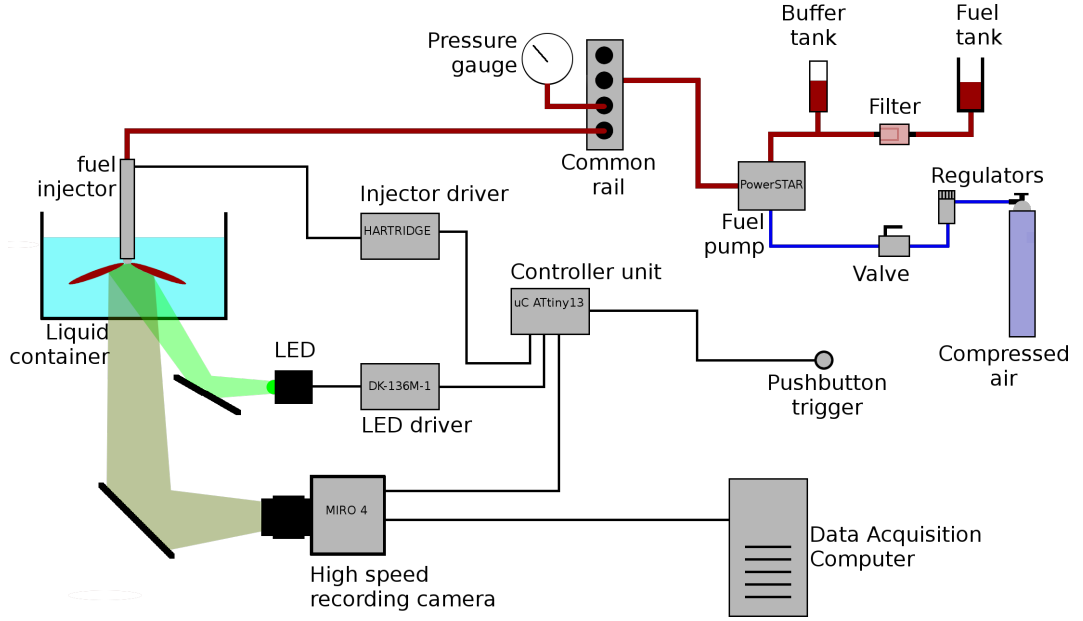 Buffer
tank
Fuel
tank
Pressure
gauge
Filter
Common
rail
fuel
injector
PowerSTAR
Regulators
Injector driver
HARTRIDGE
Fuel
pump
Valve
Controller unit
uC ATtiny13
Liquid
container
LED
DK-136M-1
LED driver
Pushbutton
trigger
Compressed
air
MIRO 4
Data Acquisition
Computer
High speed
recording camera